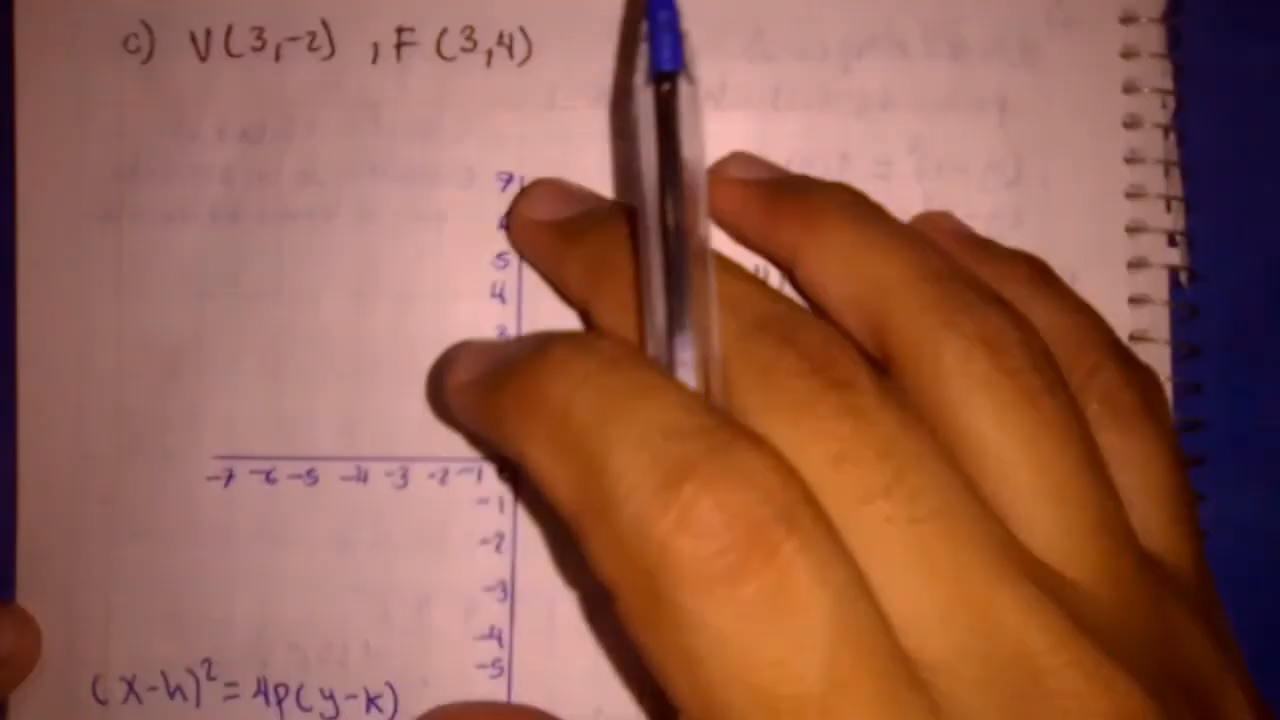 c) V(3,-2) , F(3,4)
7
5
4
-7 -6 -5 -4 -3 -2 -1
-1
-2
-3
-4
-5
(x-h)² = 4p(y-k)